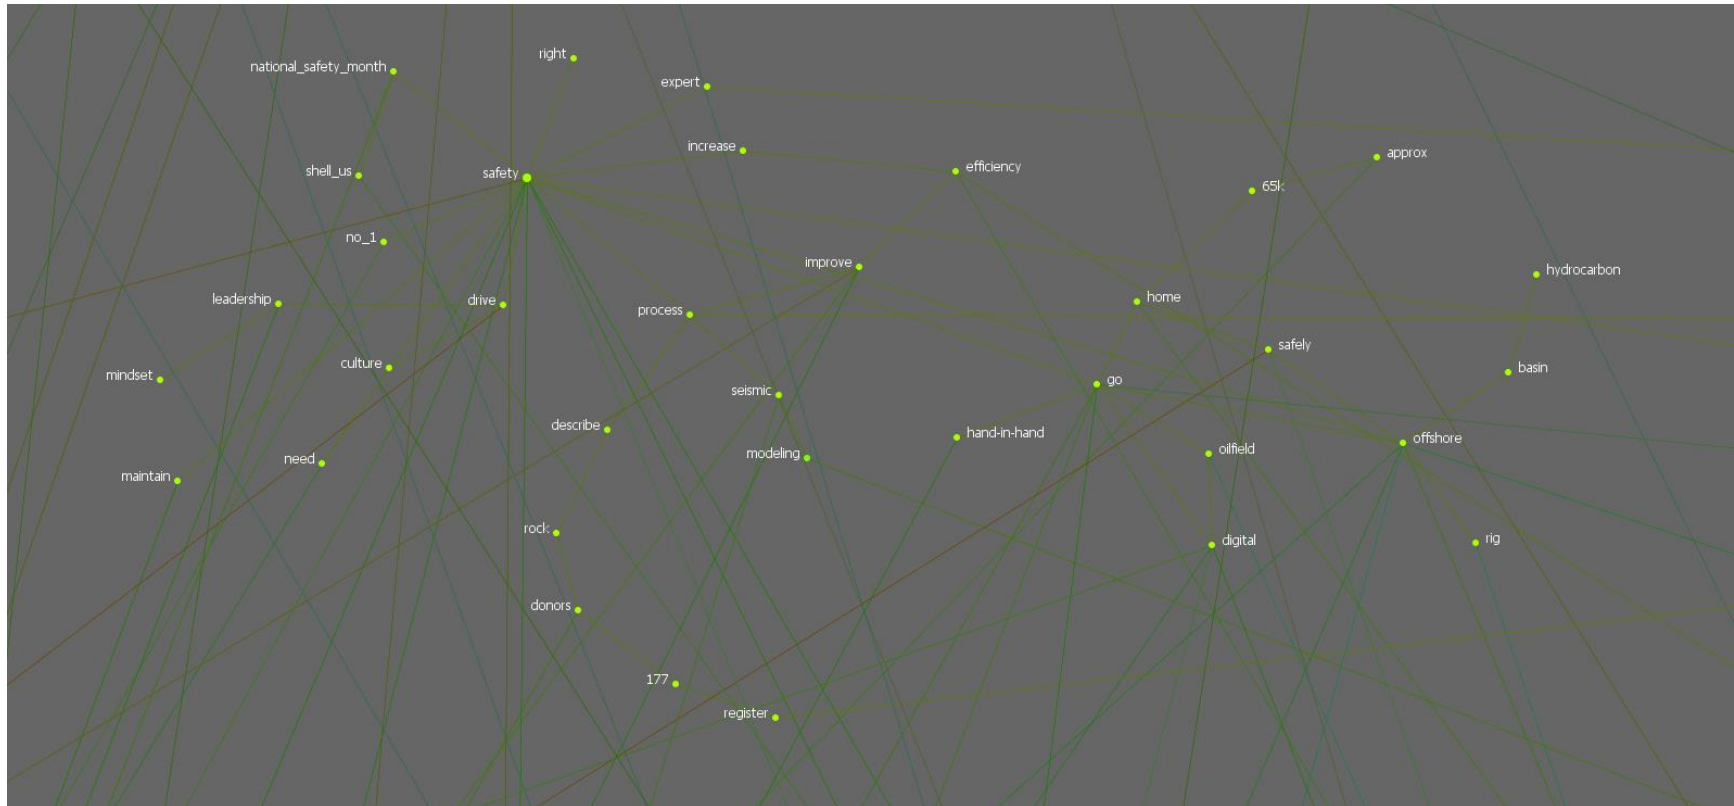 right
national_safety_month
expert
increase
approx
efficiency
shell_us
safety
65k
no_1
improve
hydrocarbon
leadership
drive
home
process
safely
culture
basin
mindset
go
seismic
describe
hand-in-hand
offshore
oilfield
modeling
need
maintain
rock
digital
rig
donors
177
register